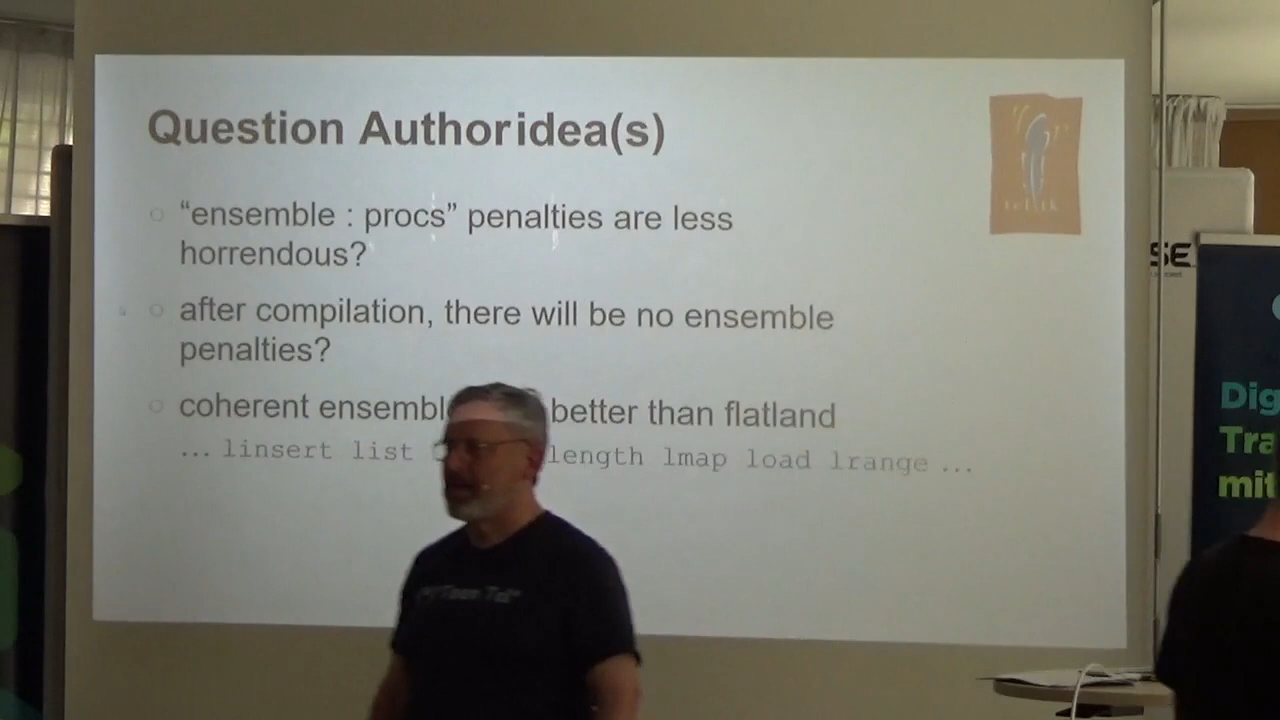 Question Authoridea(s)
“ensemble : procs” penalties are less
horrendous?
after compilation, there will be no ensemble
penalties?
coherent ensembl better than flatland
... linsert list length lmap load lrange ...
SE
Dig
Tra
mit